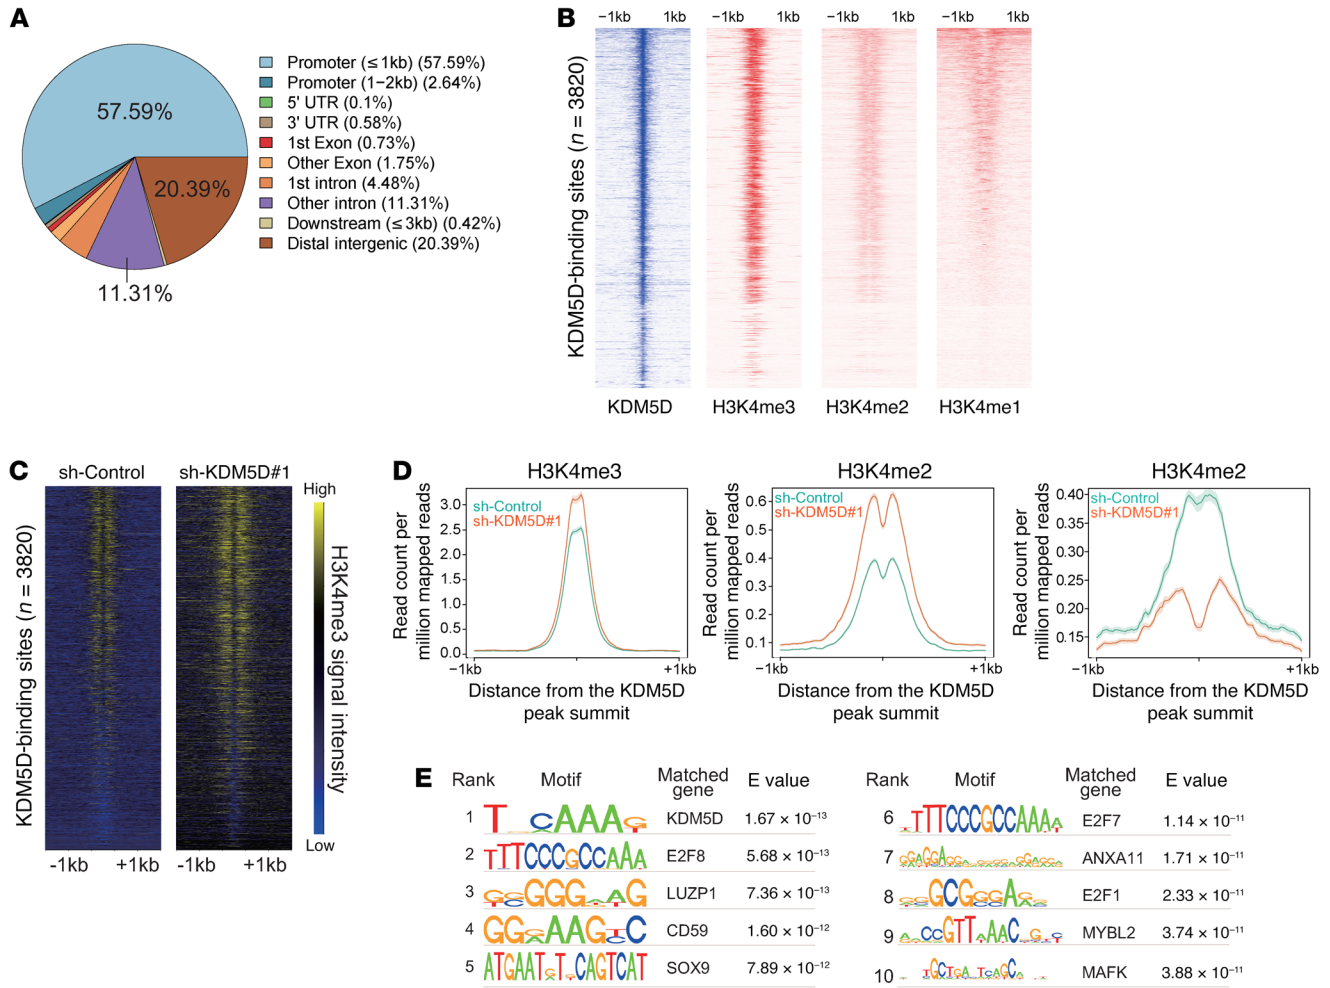 A
57.59%
20.39%
11.31%
Promoter (≤1kb) (57.59%)
Promoter (1–2kb) (2.64%)
5' UTR (0.1%)
3' UTR (0.58%)
1st Exon (0.73%)
Other Exon (1.75%)
1st intron (4.48%)
Other intron (11.31%)
Downstream (≤3kb) (0.42%)
Distal intergenic (20.39%)
B
−1kb 1kb −1kb 1kb −1kb 1kb −1kb 1kb
KDM5D-binding sites (n = 3820)
KDM5D H3K4me3 H3K4me2 H3K4me1
C
sh-Control sh-KDM5D#1
KDM5D-binding sites (n = 3820)
-1kb +1kb -1kb +1kb
High
H3K4me3 signal intensity
Low
D
H3K4me3
sh-Control
sh-KDM5D#1
Read count per
million mapped reads
3.0
2.5
2.0
1.5
1.0
0.5
0.0
−1kb +1kb
Distance from the KDM5D
peak summit
H3K4me2
sh-Control
sh-KDM5D#1
Read count per
million mapped reads
0.6
0.5
0.4
0.3
0.2
0.1
−1kb +1kb
Distance from the KDM5D
peak summit
H3K4me2
sh-Control
sh-KDM5D#1
Read count per
million mapped reads
0.40
0.35
0.30
0.25
0.20
0.15
−1kb +1kb
Distance from the KDM5D
peak summit
E
Rank Motif Matched gene E value
1 T CAAAG KDM5D 1.67 × 10⁻¹³
2 TTTCCCGCCAAA E2F8 5.68 × 10⁻¹³
3 LUZP1 7.36 × 10⁻¹³
4 CD59 1.60 × 10⁻¹²
5 SOX9 7.89 × 10⁻¹²
Rank Motif Matched gene E value
6 TTTCCCGCCAAAA E2F7 1.14 × 10⁻¹¹
7 ANXA11 1.71 × 10⁻¹¹
8 E2F1 2.33 × 10⁻¹¹
9 MYBL2 3.74 × 10⁻¹¹
10 MAFK 3.88 × 10⁻¹¹